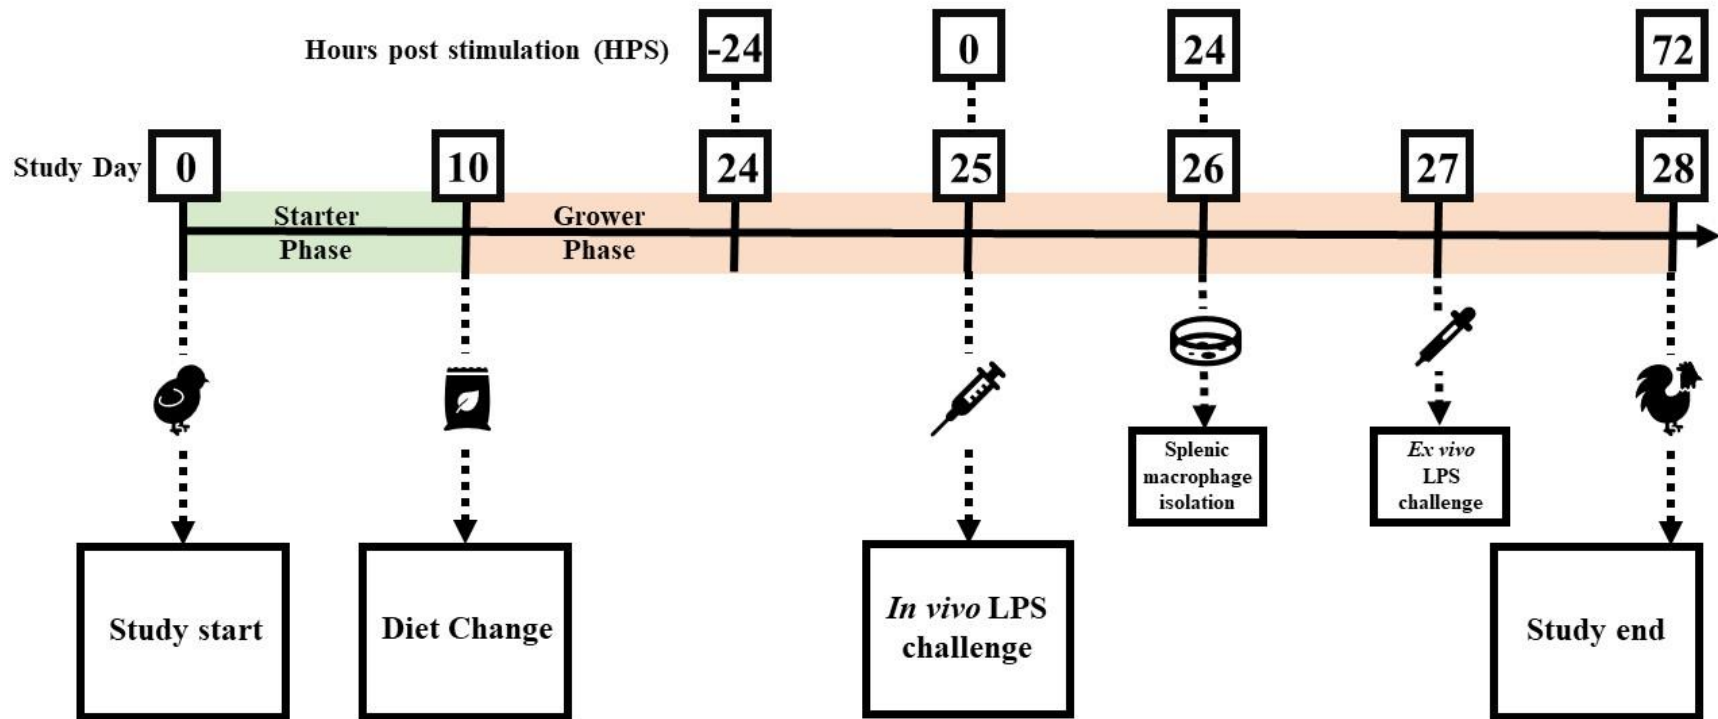 Hours post stimulation (HPS)
-24
0
24
72
Study Day
0
10
24
25
26
27
28
Starter
Phase
Grower
Phase
Splenic
macrophage
isolation
Ex vivo
LPS
challenge
Study start
Diet Change
In vivo LPS
challenge
Study end